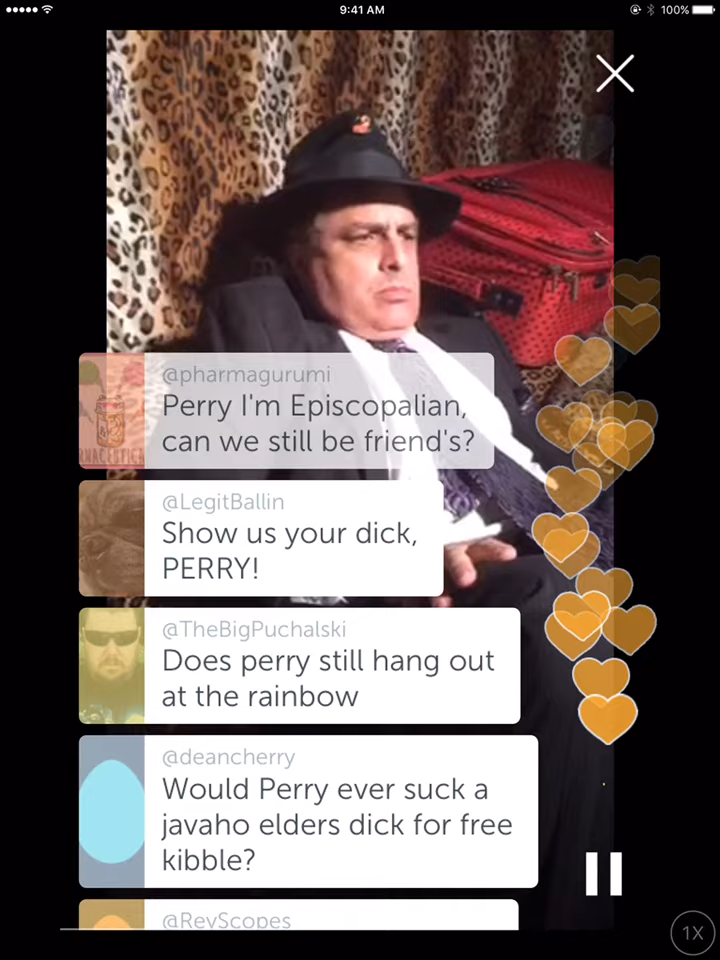 9:41 AM
100%
@pharmagurumi
Perry I'm Episcopalian,
can we still be friend's?
@LegitBallin
Show us your dick,
PERRY!
@TheBigPuchalski
Does perry still hang out
at the rainbow
@deancherry
Would Perry ever suck a
javaho elders dick for free
kibble?
@RevScopes
1X